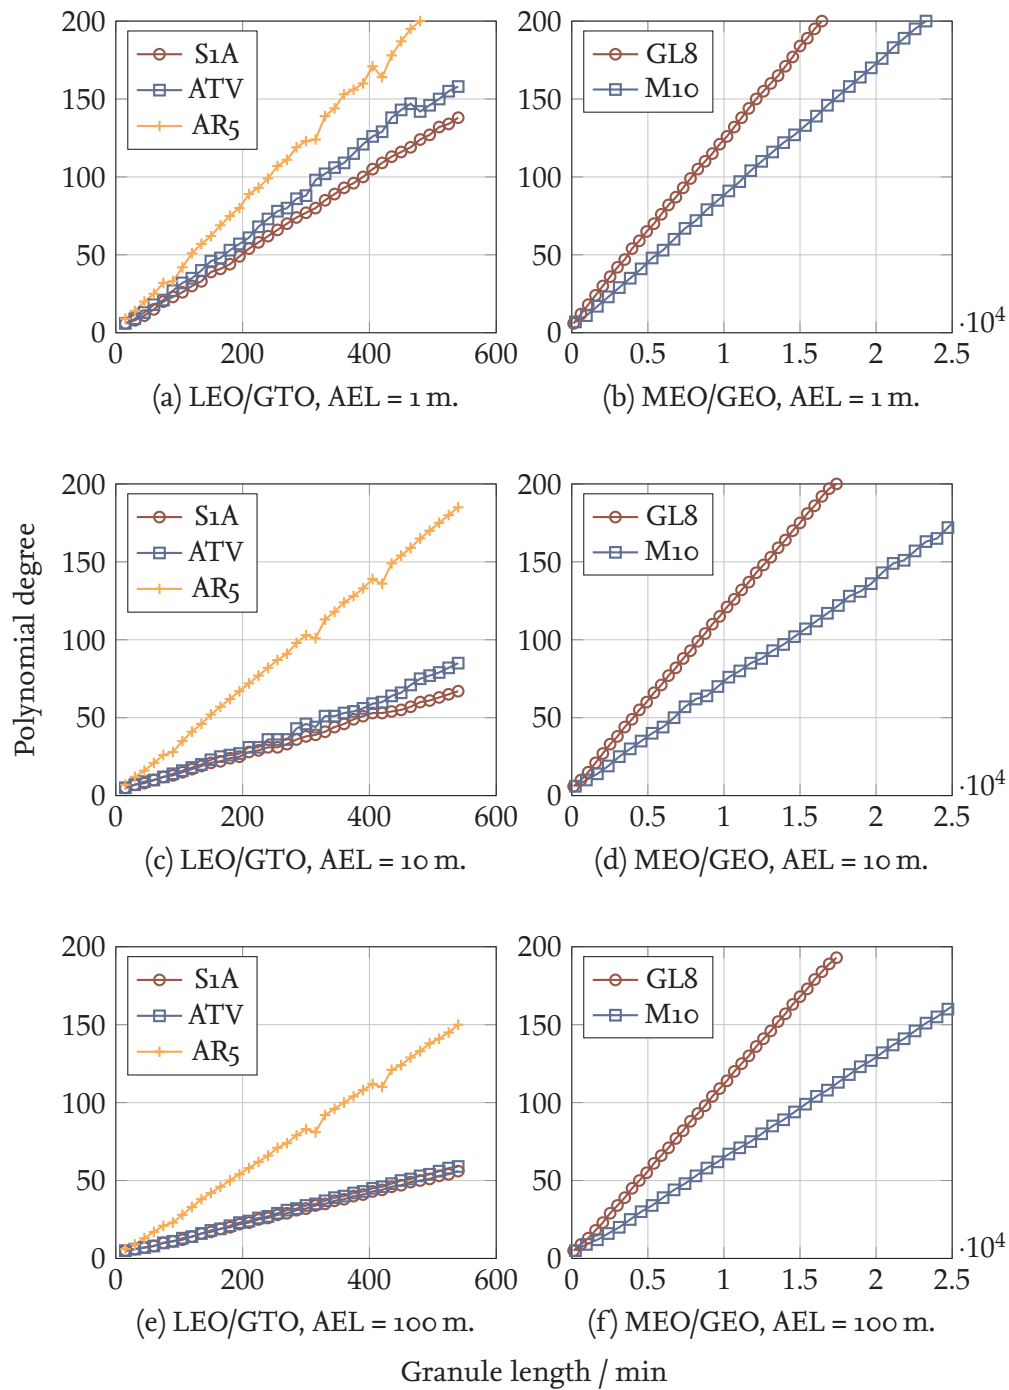 200
150
100
50
0
S1A
ATV
AR5
0 200 400 600
(a) LEO/GTO, AEL = 1 m.
200
150
100
50
0
GL8
M10
·10⁴
0 0.5 1 1.5 2 2.5
(b) MEO/GEO, AEL = 1 m.
Polynomial degree
200
150
100
50
0
S1A
ATV
AR5
0 200 400 600
(c) LEO/GTO, AEL = 10 m.
200
150
100
50
0
GL8
M10
·10⁴
0 0.5 1 1.5 2 2.5
(d) MEO/GEO, AEL = 10 m.
200
150
100
50
0
S1A
ATV
AR5
0 200 400 600
(e) LEO/GTO, AEL = 100 m.
200
150
100
50
0
GL8
M10
·10⁴
0 0.5 1 1.5 2 2.5
(f) MEO/GEO, AEL = 100 m.
Granule length / min